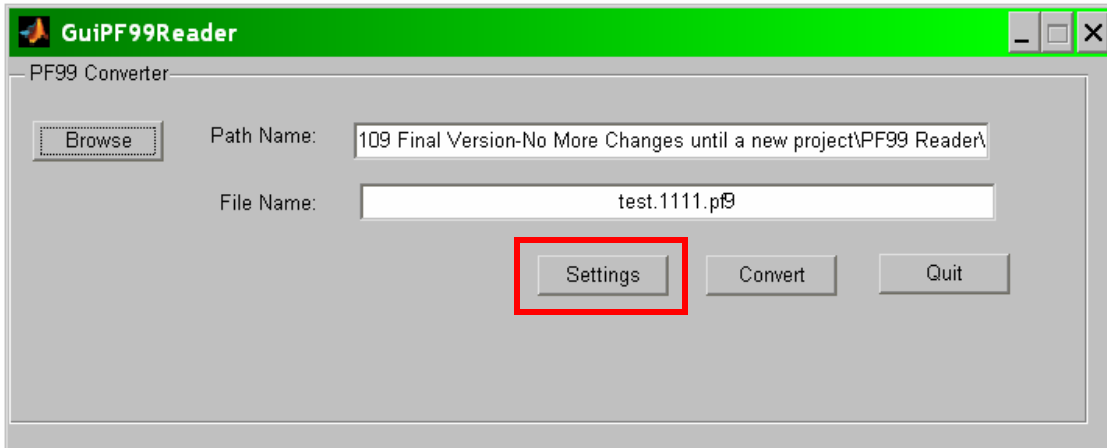 GuiPF99Reader
PF99 Converter
Browse
Path Name:
109 Final Version-No More Changes until a new project\PF99 Reader\
File Name:
test.1111.pf9
Settings
Convert
Quit